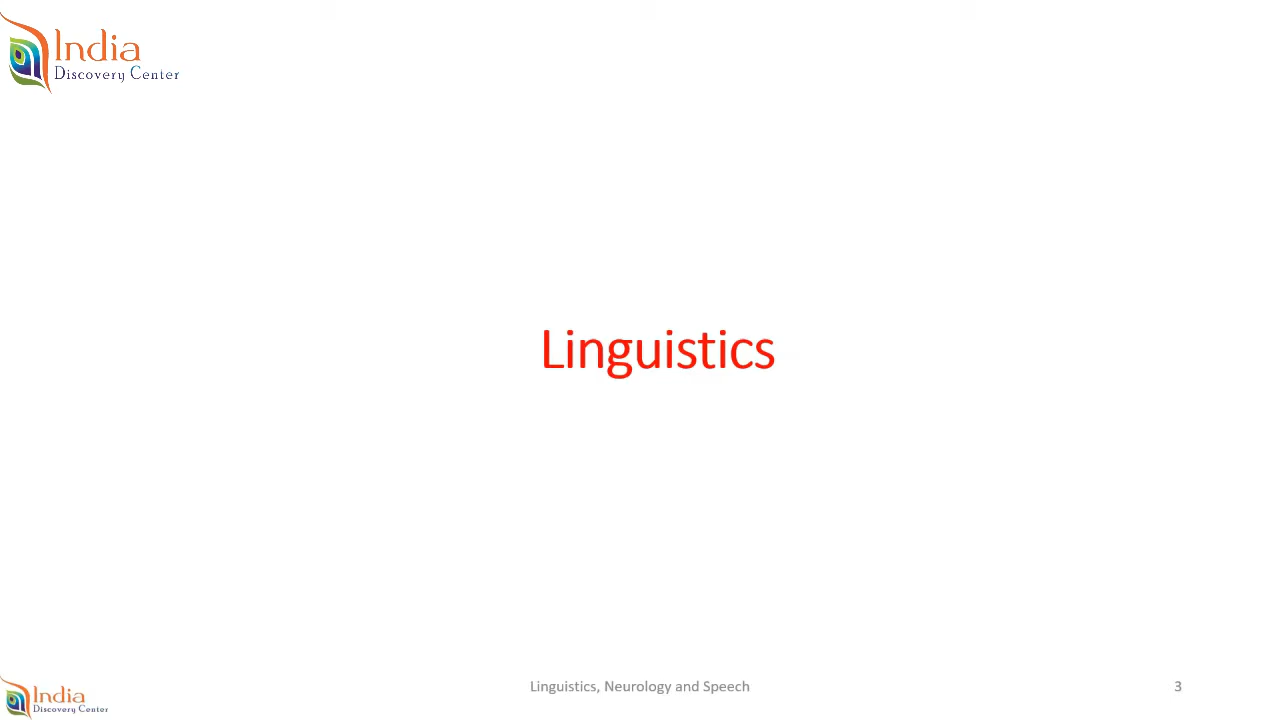 India
Discovery Center
Linguistics
India
Discovery Center
Linguistics, Neurology and Speech
3